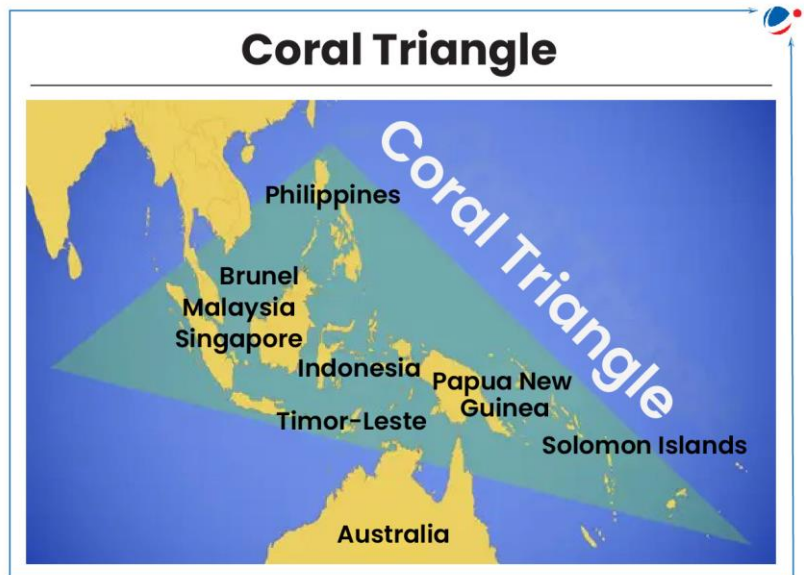 Coral Triangle
Coral Triangle
Philippines
Brunel
Malaysia
Singapore
Indonesia
Papua New
Guinea
Timor-Leste
Solomon Islands
Australia